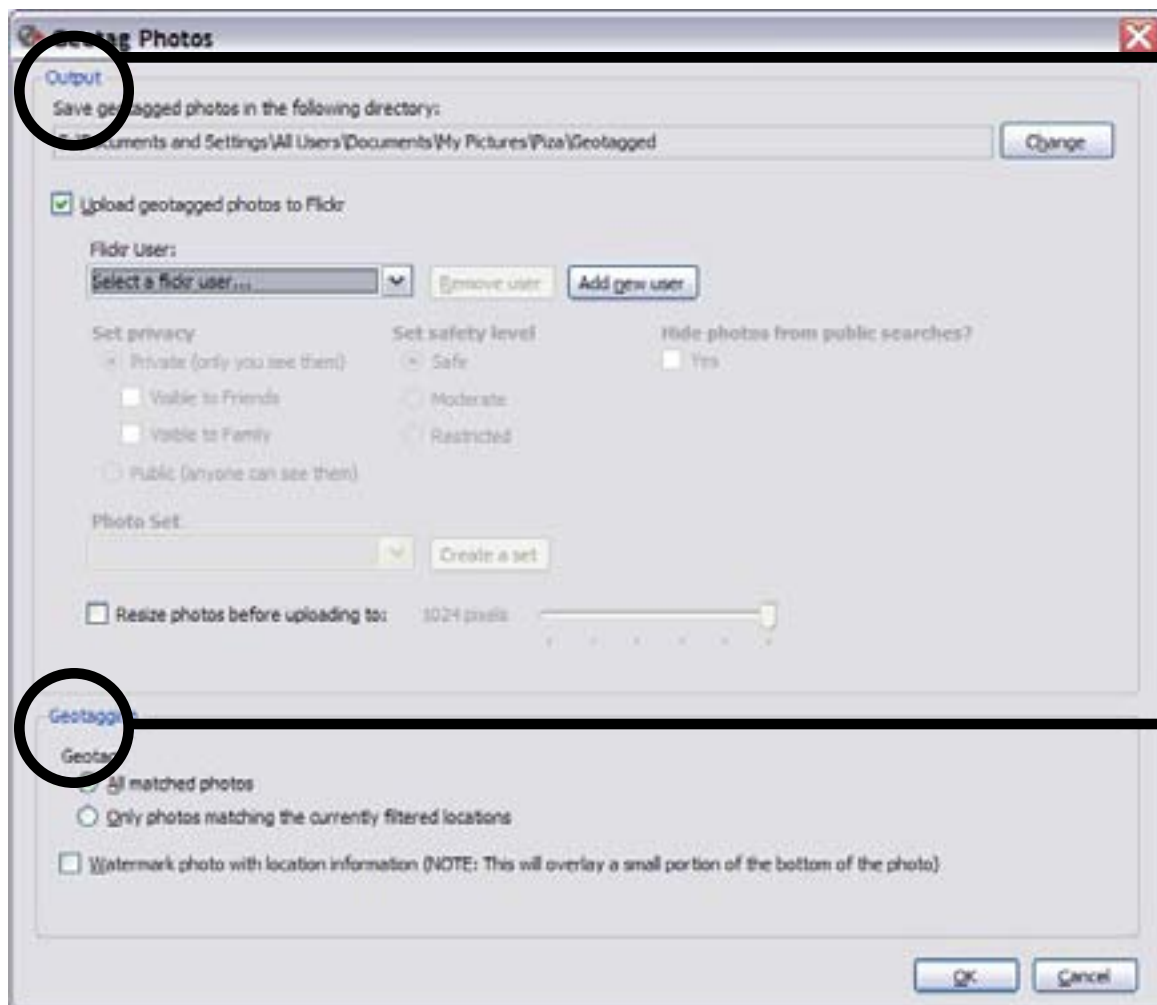 Geotag Photos
Output
Save geotagged photos in the following directory:
Documents and Settings\All Users\Documents\My Pictures\Piza\Geotagged
Change
Upload geotagged photos to Flickr
Flickr User:
Select a flickr user...
Remove user
Add new user
Set privacy
Set safety level
Hide photos from public searches?
Private (only you see them)
Safe
Yes
Visible to Friends
Moderate
Visible to Family
Restricted
Public (anyone can see them)
Photo Set
Create a set
Resize photos before uploading to:
1024 pixels
Geotagging
All matched photos
Only photos matching the currently filtered locations
Watermark photo with location information (NOTE: This will overlay a small portion of the bottom of the photo)
OK
Cancel